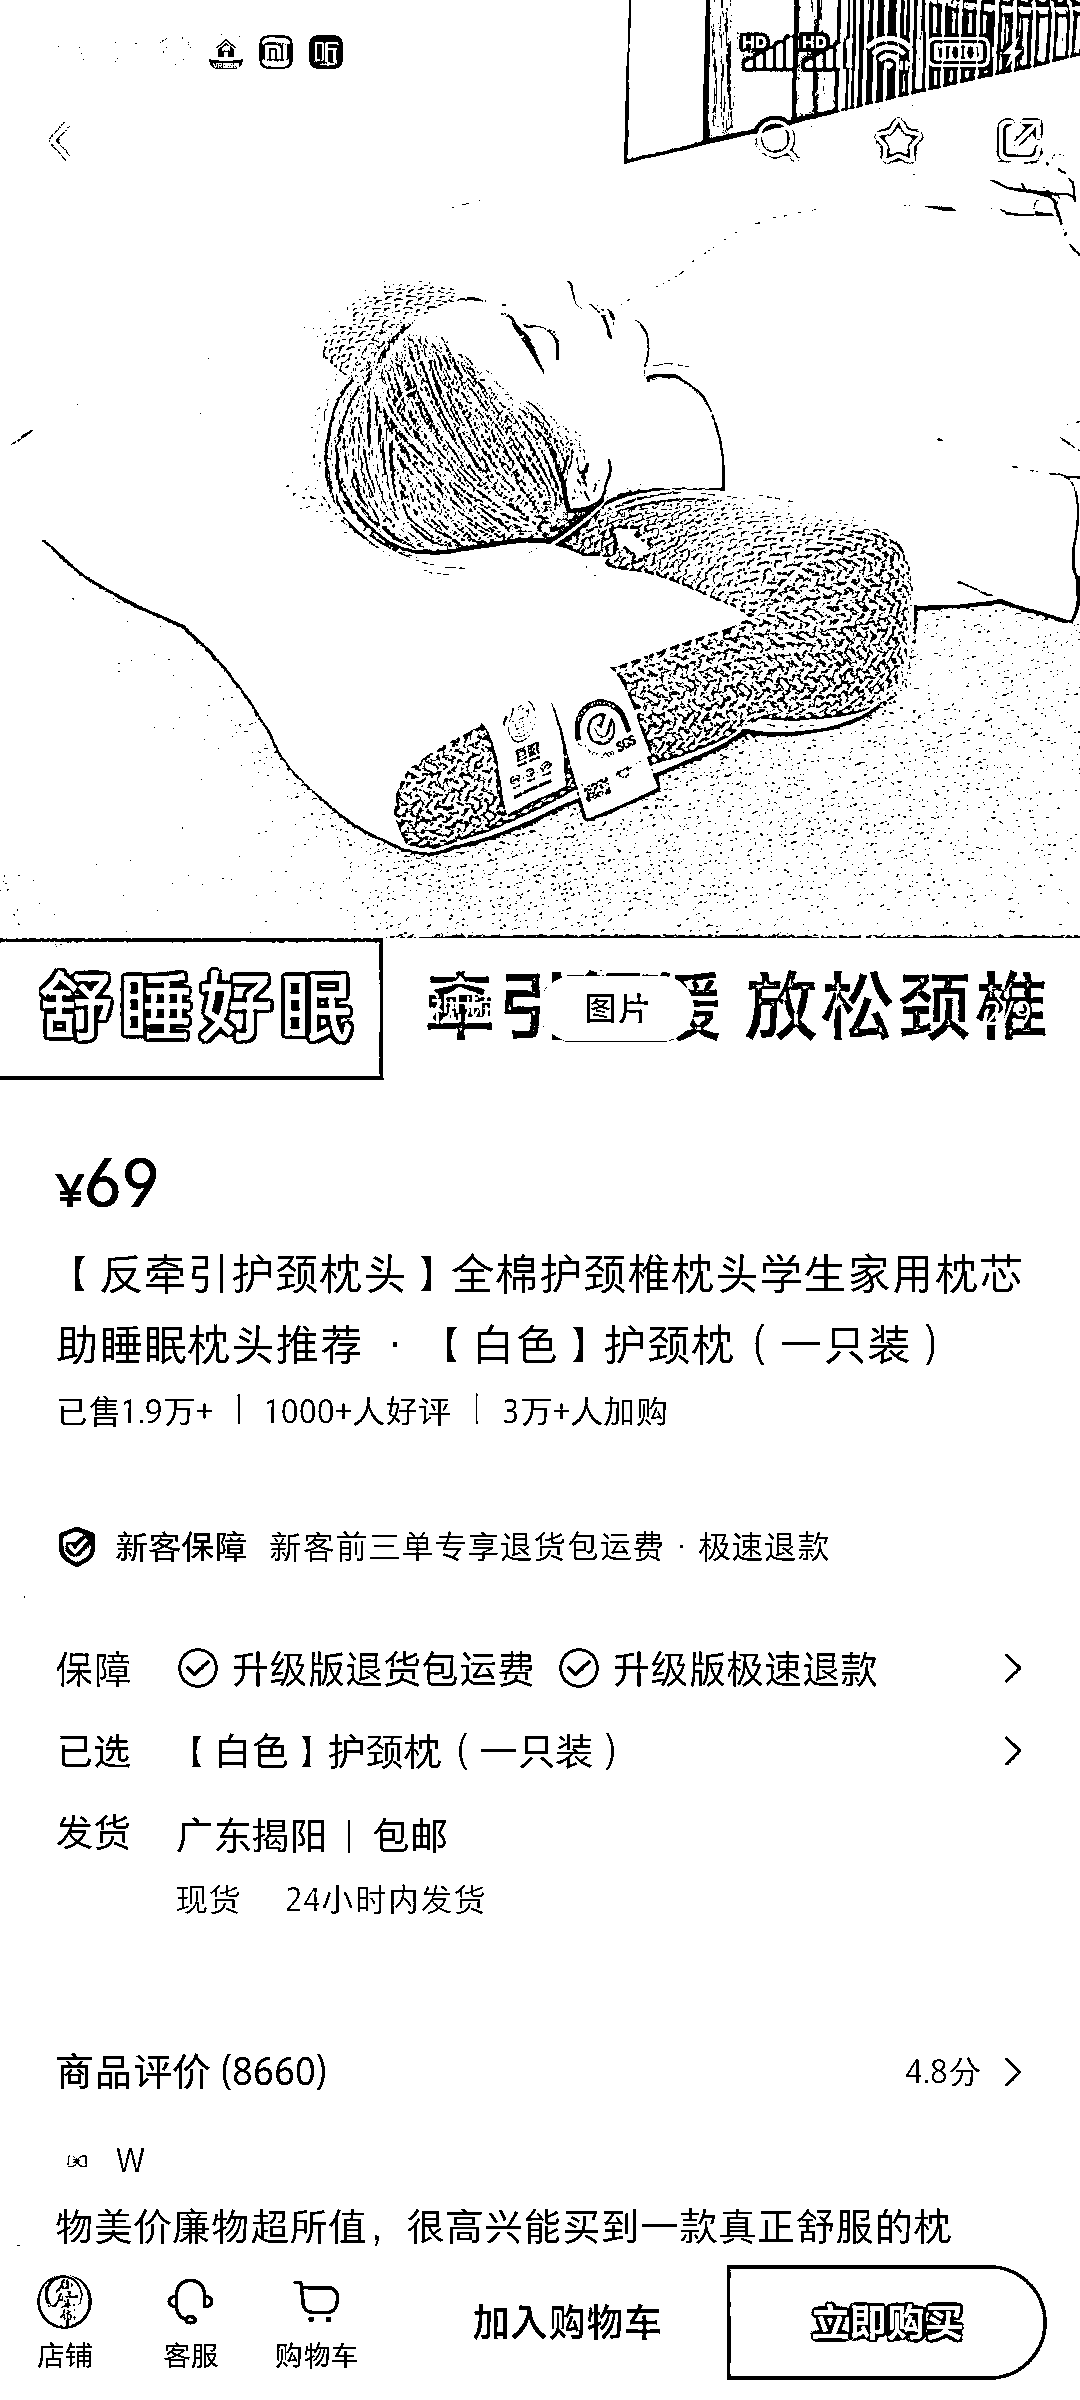 HD HD
听
SGS
舒睡好眠
牵引 援 放松颈椎
图片
¥69
【反牵引护颈枕头】全棉护颈椎枕头学生家用枕芯
助睡眠枕头推荐 · 【白色】护颈枕（一只装）
已售1.9万+ | 1000+人好评 | 3万+人加购
新客保障 新客前三单专享退货包运费 · 极速退款
保障 升级版退货包运费 升级版极速退款
已选 【白色】护颈枕（一只装）
发货 广东揭阳 | 包邮
现货 24小时内发货
商品评价 (8660) 4.8分
W
物美价廉物超所值，很高兴能买到一款真正舒服的枕
店铺 客服 购物车 加入购物车 立即购买